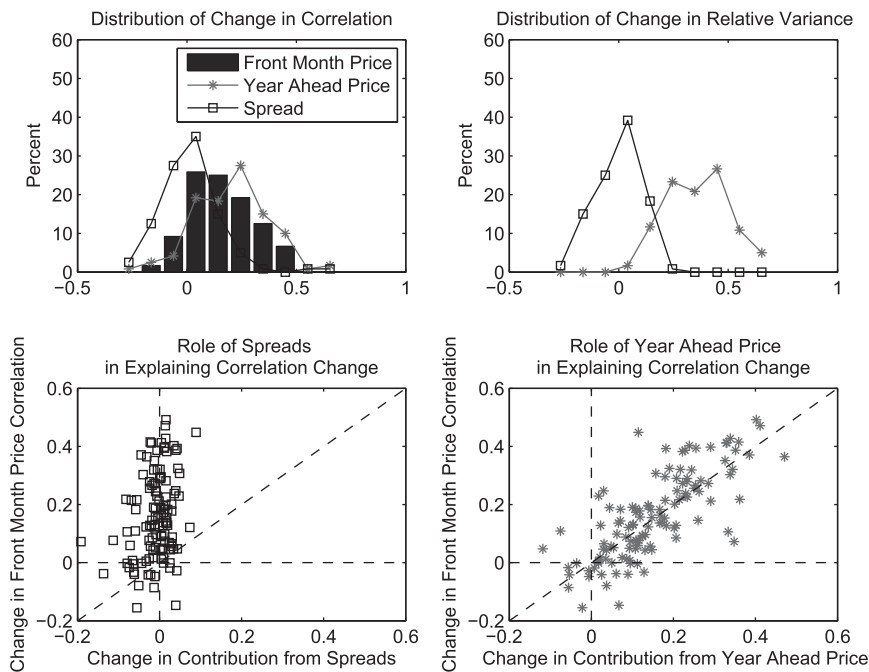 Distribution of Change in Correlation
60
50
40
30
20
10
0
Percent
Front Month Price
Year Ahead Price
Spread
−0.5 0 0.5 1
Distribution of Change in Relative Variance
60
50
40
30
20
10
0
Percent
−0.5 0 0.5 1
Role of Spreads
in Explaining Correlation Change
Change in Front Month Price Correlation
0.6
0.4
0.2
0
−0.2
−0.2 0 0.2 0.4 0.6
Change in Contribution from Spreads
Role of Year Ahead Price
in Explaining Correlation Change
Change in Front Month Price Correlation
0.6
0.4
0.2
0
−0.2
−0.2 0 0.2 0.4 0.6
Change in Contribution from Year Ahead Price